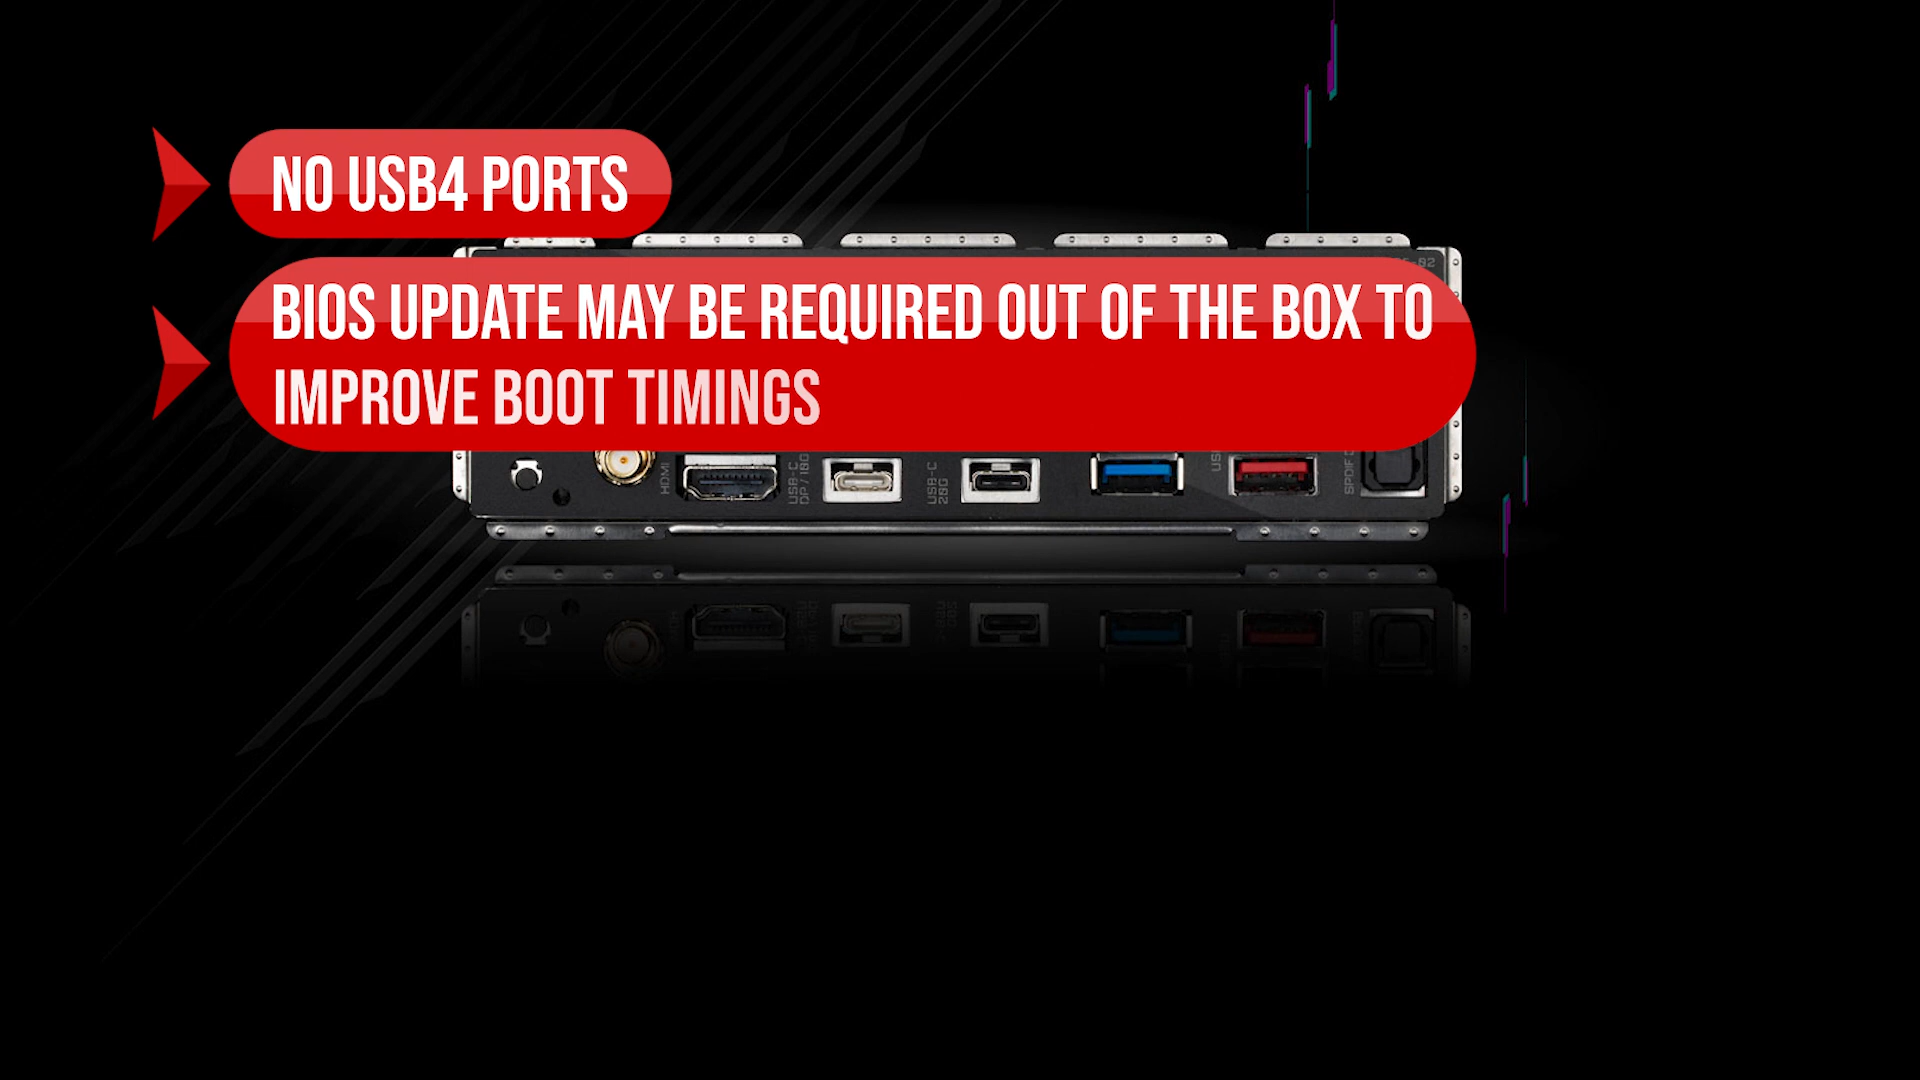 NO USB4 PORTS
BIOS UPDATE MAY BE REQUIRED OUT OF THE BOX TO
IMPROVE BOOT TIMINGS
HDMI
USB-C
USB-C
20G
SPDIF